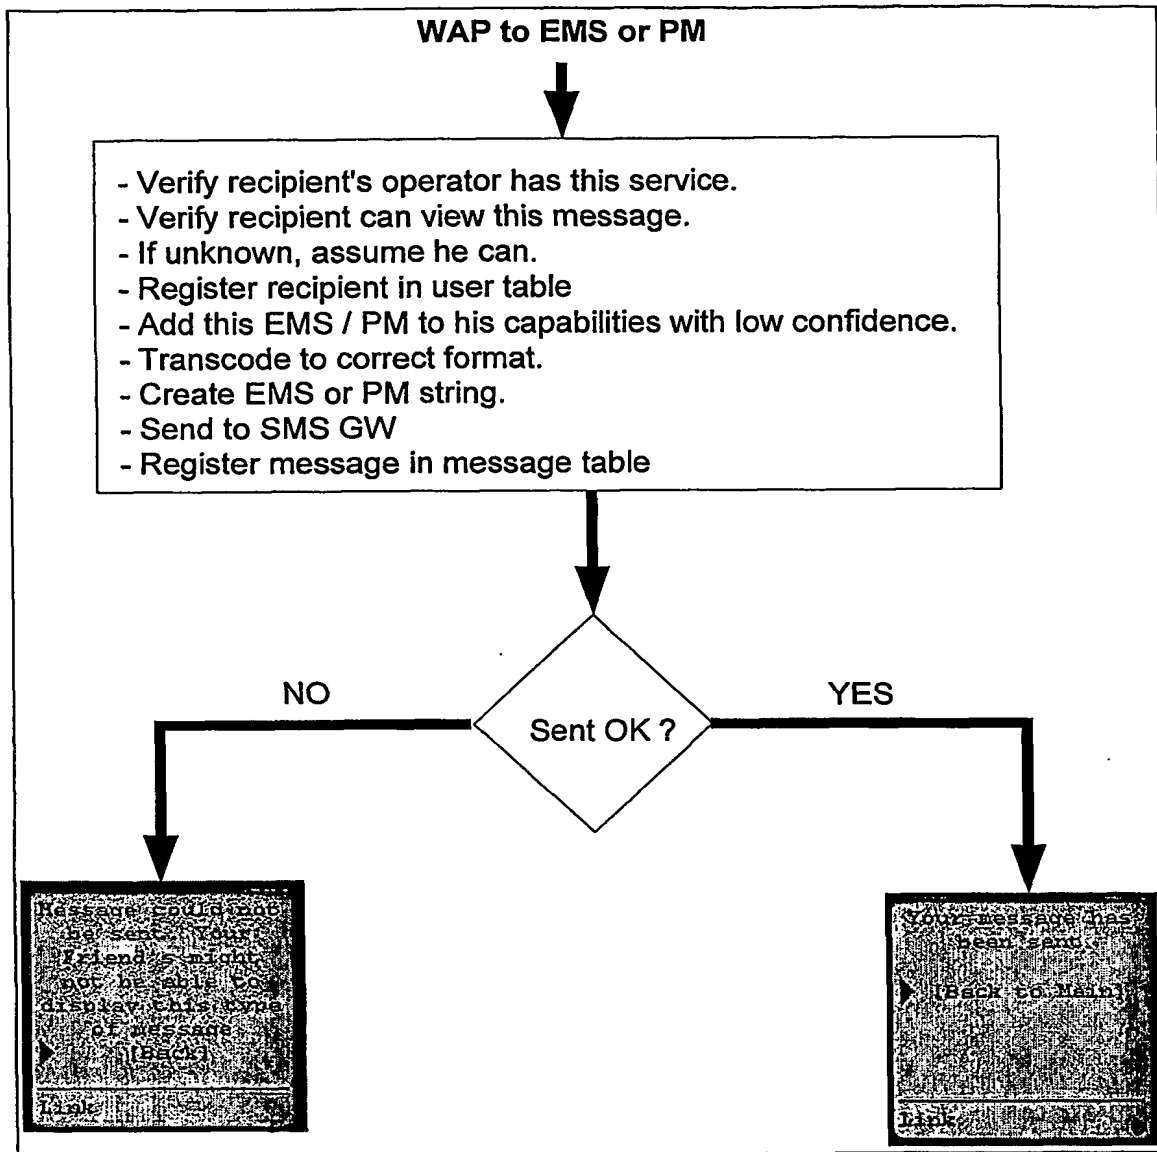 WAP to EMS or PM
- Verify recipient's operator has this service.
- Verify recipient can view this message.
- If unknown, assume he can.
- Register recipient in user table
- Add this EMS / PM to his capabilities with low confidence.
- Transcode to correct format.
- Create EMS or PM string.
- Send to SMS GW
- Register message in message table
NO
YES
Sent OK ?
Message could not
be sent. Your
Friend's might
not be able to
display this type
of message
[Back]
Link
Your message has
been sent.
[Back to Main]
Link